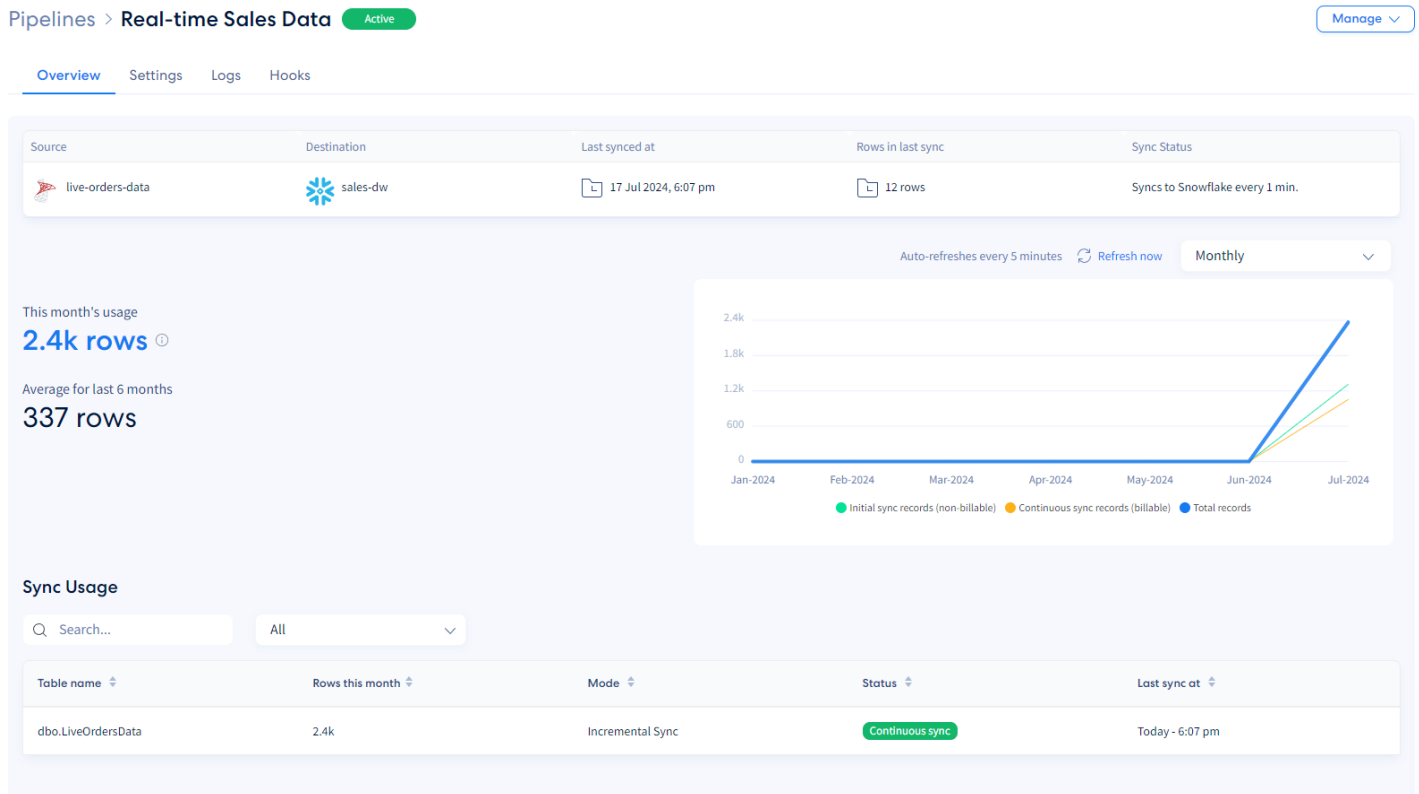 Pipelines > Real-time Sales Data Active Manage
Overview Settings Logs Hooks
Source Destination Last synced at Rows in last sync Sync Status
live-orders-data sales-dw 17 Jul 2024, 6:07 pm 12 rows Syncs to Snowflake every 1 min.
Auto-refreshes every 5 minutes Refresh now Monthly
This month's usage
2.4k rows
Average for last 6 months
337 rows
2.4k
1.8k
1.2k
600
0
Jan-2024 Feb-2024 Mar-2024 Apr-2024 May-2024 Jun-2024 Jul-2024
Initial sync records (non-billable) Continuous sync records (billable) Total records
Sync Usage
Search... All
Table name Rows this month Mode Status Last sync at
dbo.LiveOrdersData 2.4k Incremental Sync Continuous sync Today - 6:07 pm